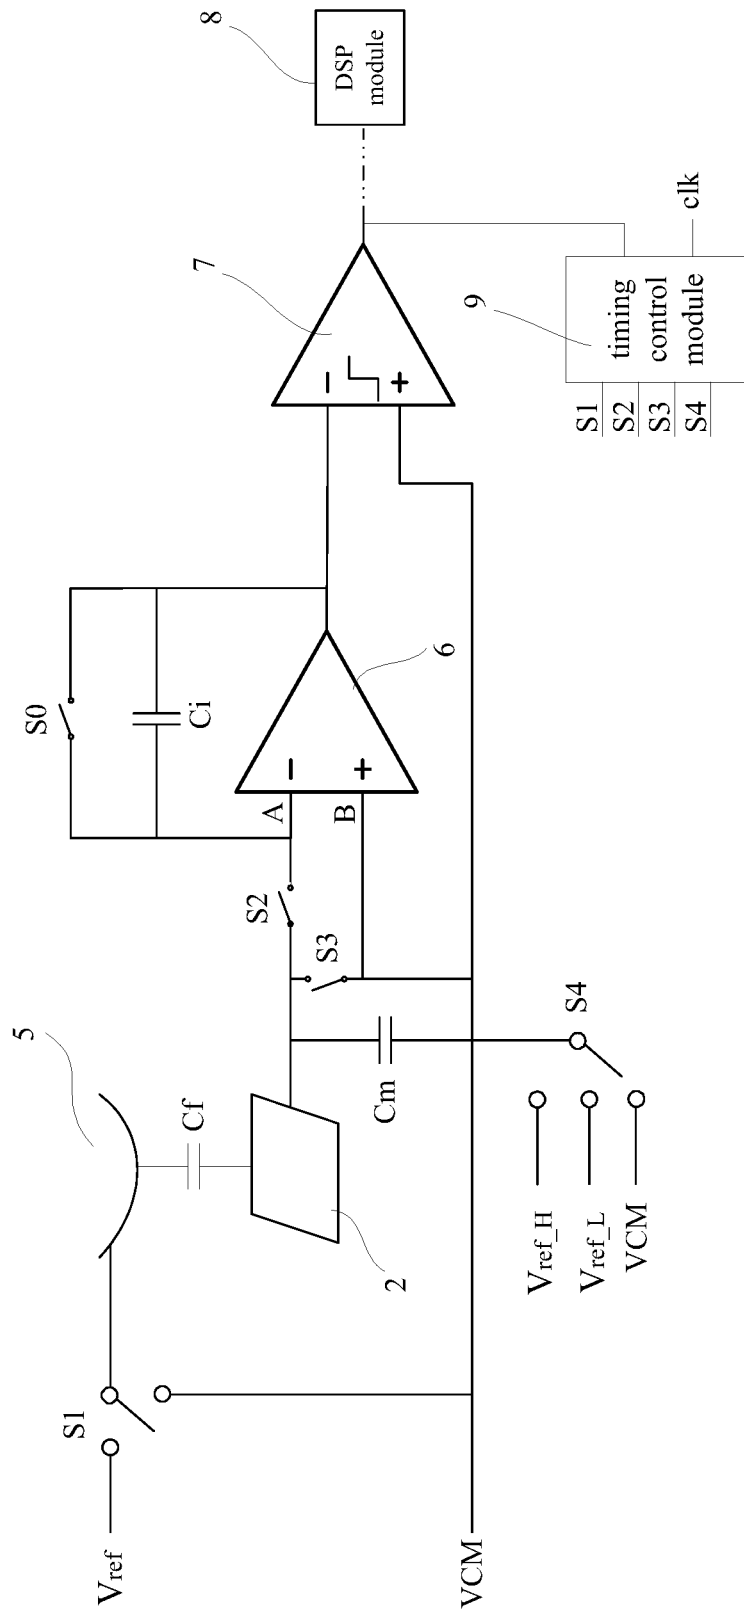 Vref
S1
VCM
5
Cf
2
Cm
Vref_H
Vref_L
VCM
S4
S3
S2
S0
Ci
A
B
−
+
6
7
−
+
8
DSP
module
9
timing
control
module
clk
S1
S2
S3
S4